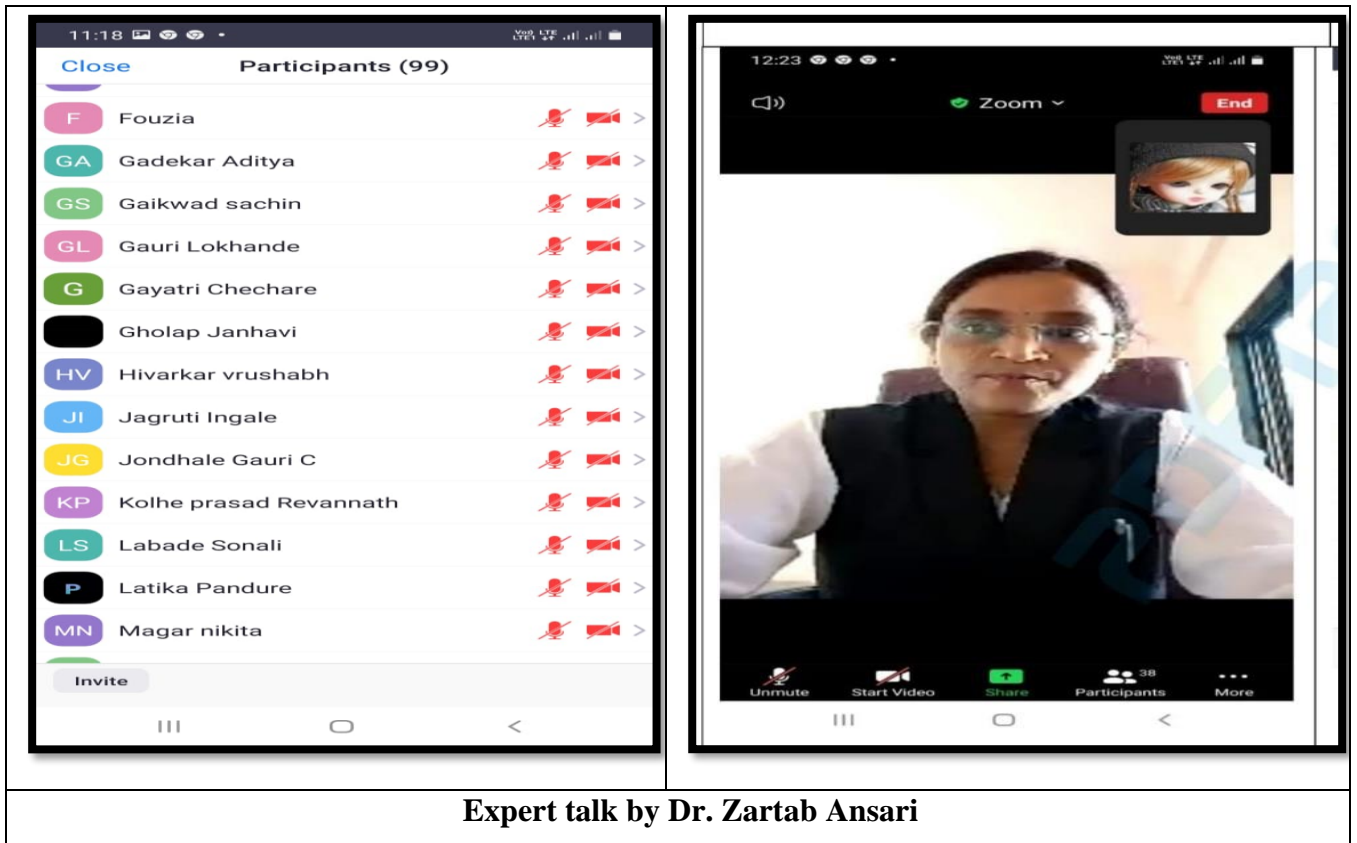 11:18
Close Participants (99)
F Fouzia
GA Gadekar Aditya
GS Gaikwad sachin
GL Gauri Lokhande
G Gayatri Chechare
Gholap Janhavi
HV Hivarkar vrushabh
JI Jagruti Ingale
JG Jondhale Gauri C
KP Kolhe prasad Revannath
LS Labade Sonali
P Latika Pandure
MN Magar nikita
Invite
12:23
Zoom End
38
Unmute Start Video Share Participants More
Expert talk by Dr. Zartab Ansari